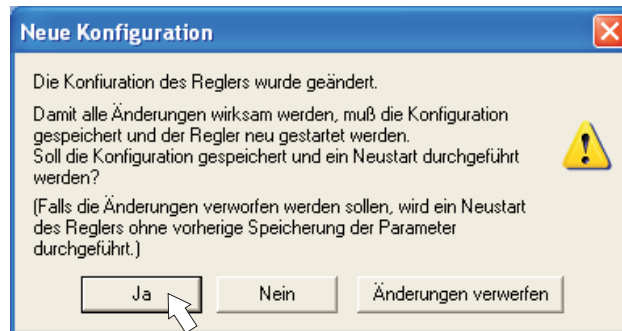 Neue Konfiguration
Die Konfiuration des Reglers wurde geändert.
Damit alle Änderungen wirksam werden, muß die Konfiguration
gespeichert und der Regler neu gestartet werden.
Soll die Konfiguration gespeichert und ein Neustart durchgeführt
werden?
(Falls die Änderungen verworfen werden sollen, wird ein Neustart
des Reglers ohne vorherige Speicherung der Parameter
durchgeführt.)
Ja Nein Änderungen verwerfen